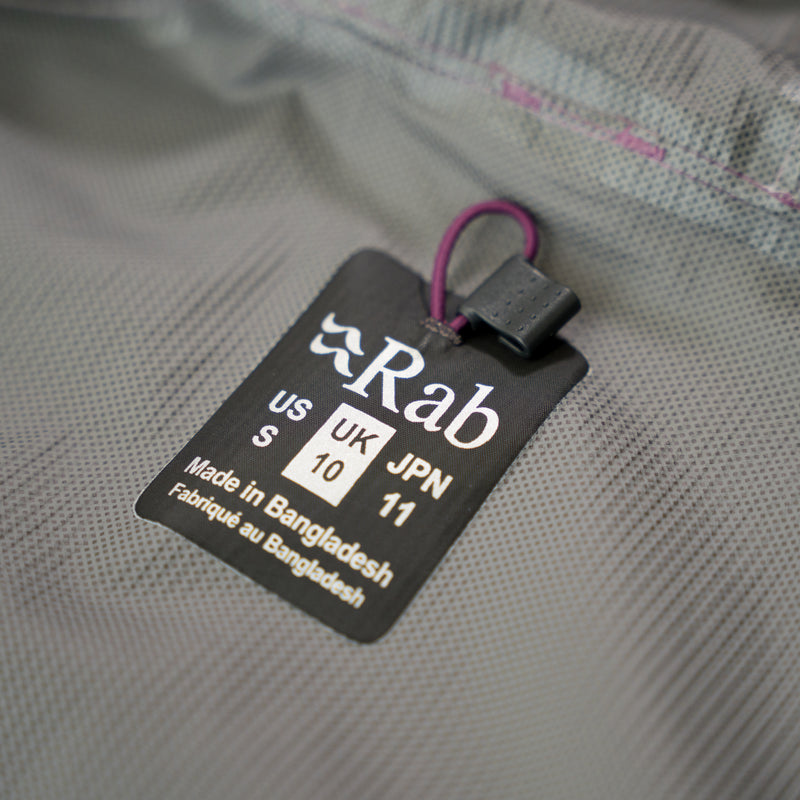 Rab
US UK JPN
S 10 11
Made in Bangladesh
Fabriqué au Bangladesh